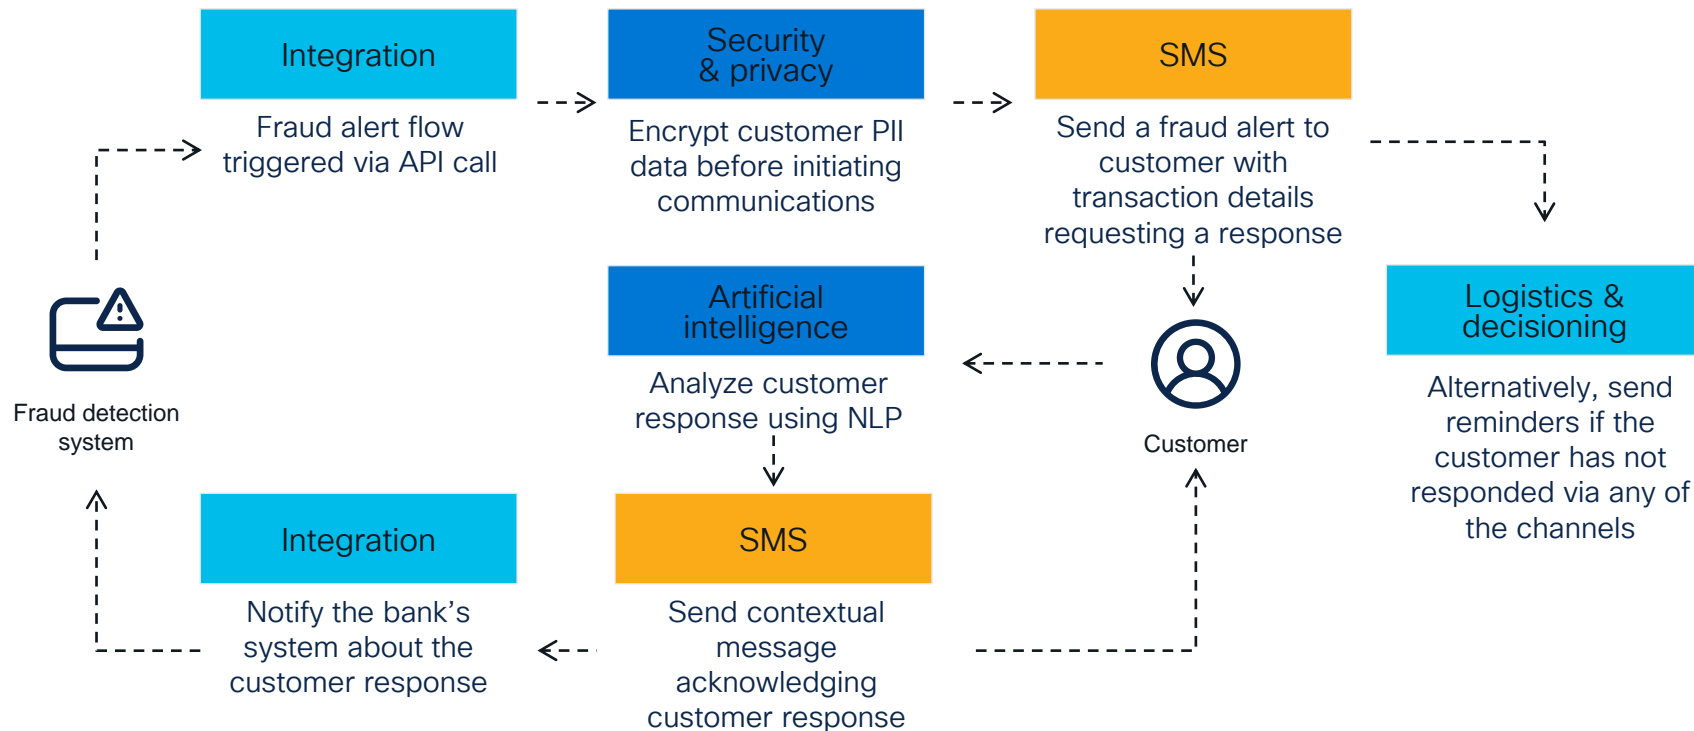 Integration
Fraud alert flow
triggered via API call
Security
& privacy
Encrypt customer PII
data before initiating
communications
SMS
Send a fraud alert to
customer with
transaction details
requesting a response
Logistics &
decisioning
Alternatively, send
reminders if the
customer has not
responded via any of
the channels
Customer
Artificial
intelligence
Analyze customer
response using NLP
SMS
Send contextual
message
acknowledging
customer response
Integration
Notify the bank’s
system about the
customer response
Fraud detection
system